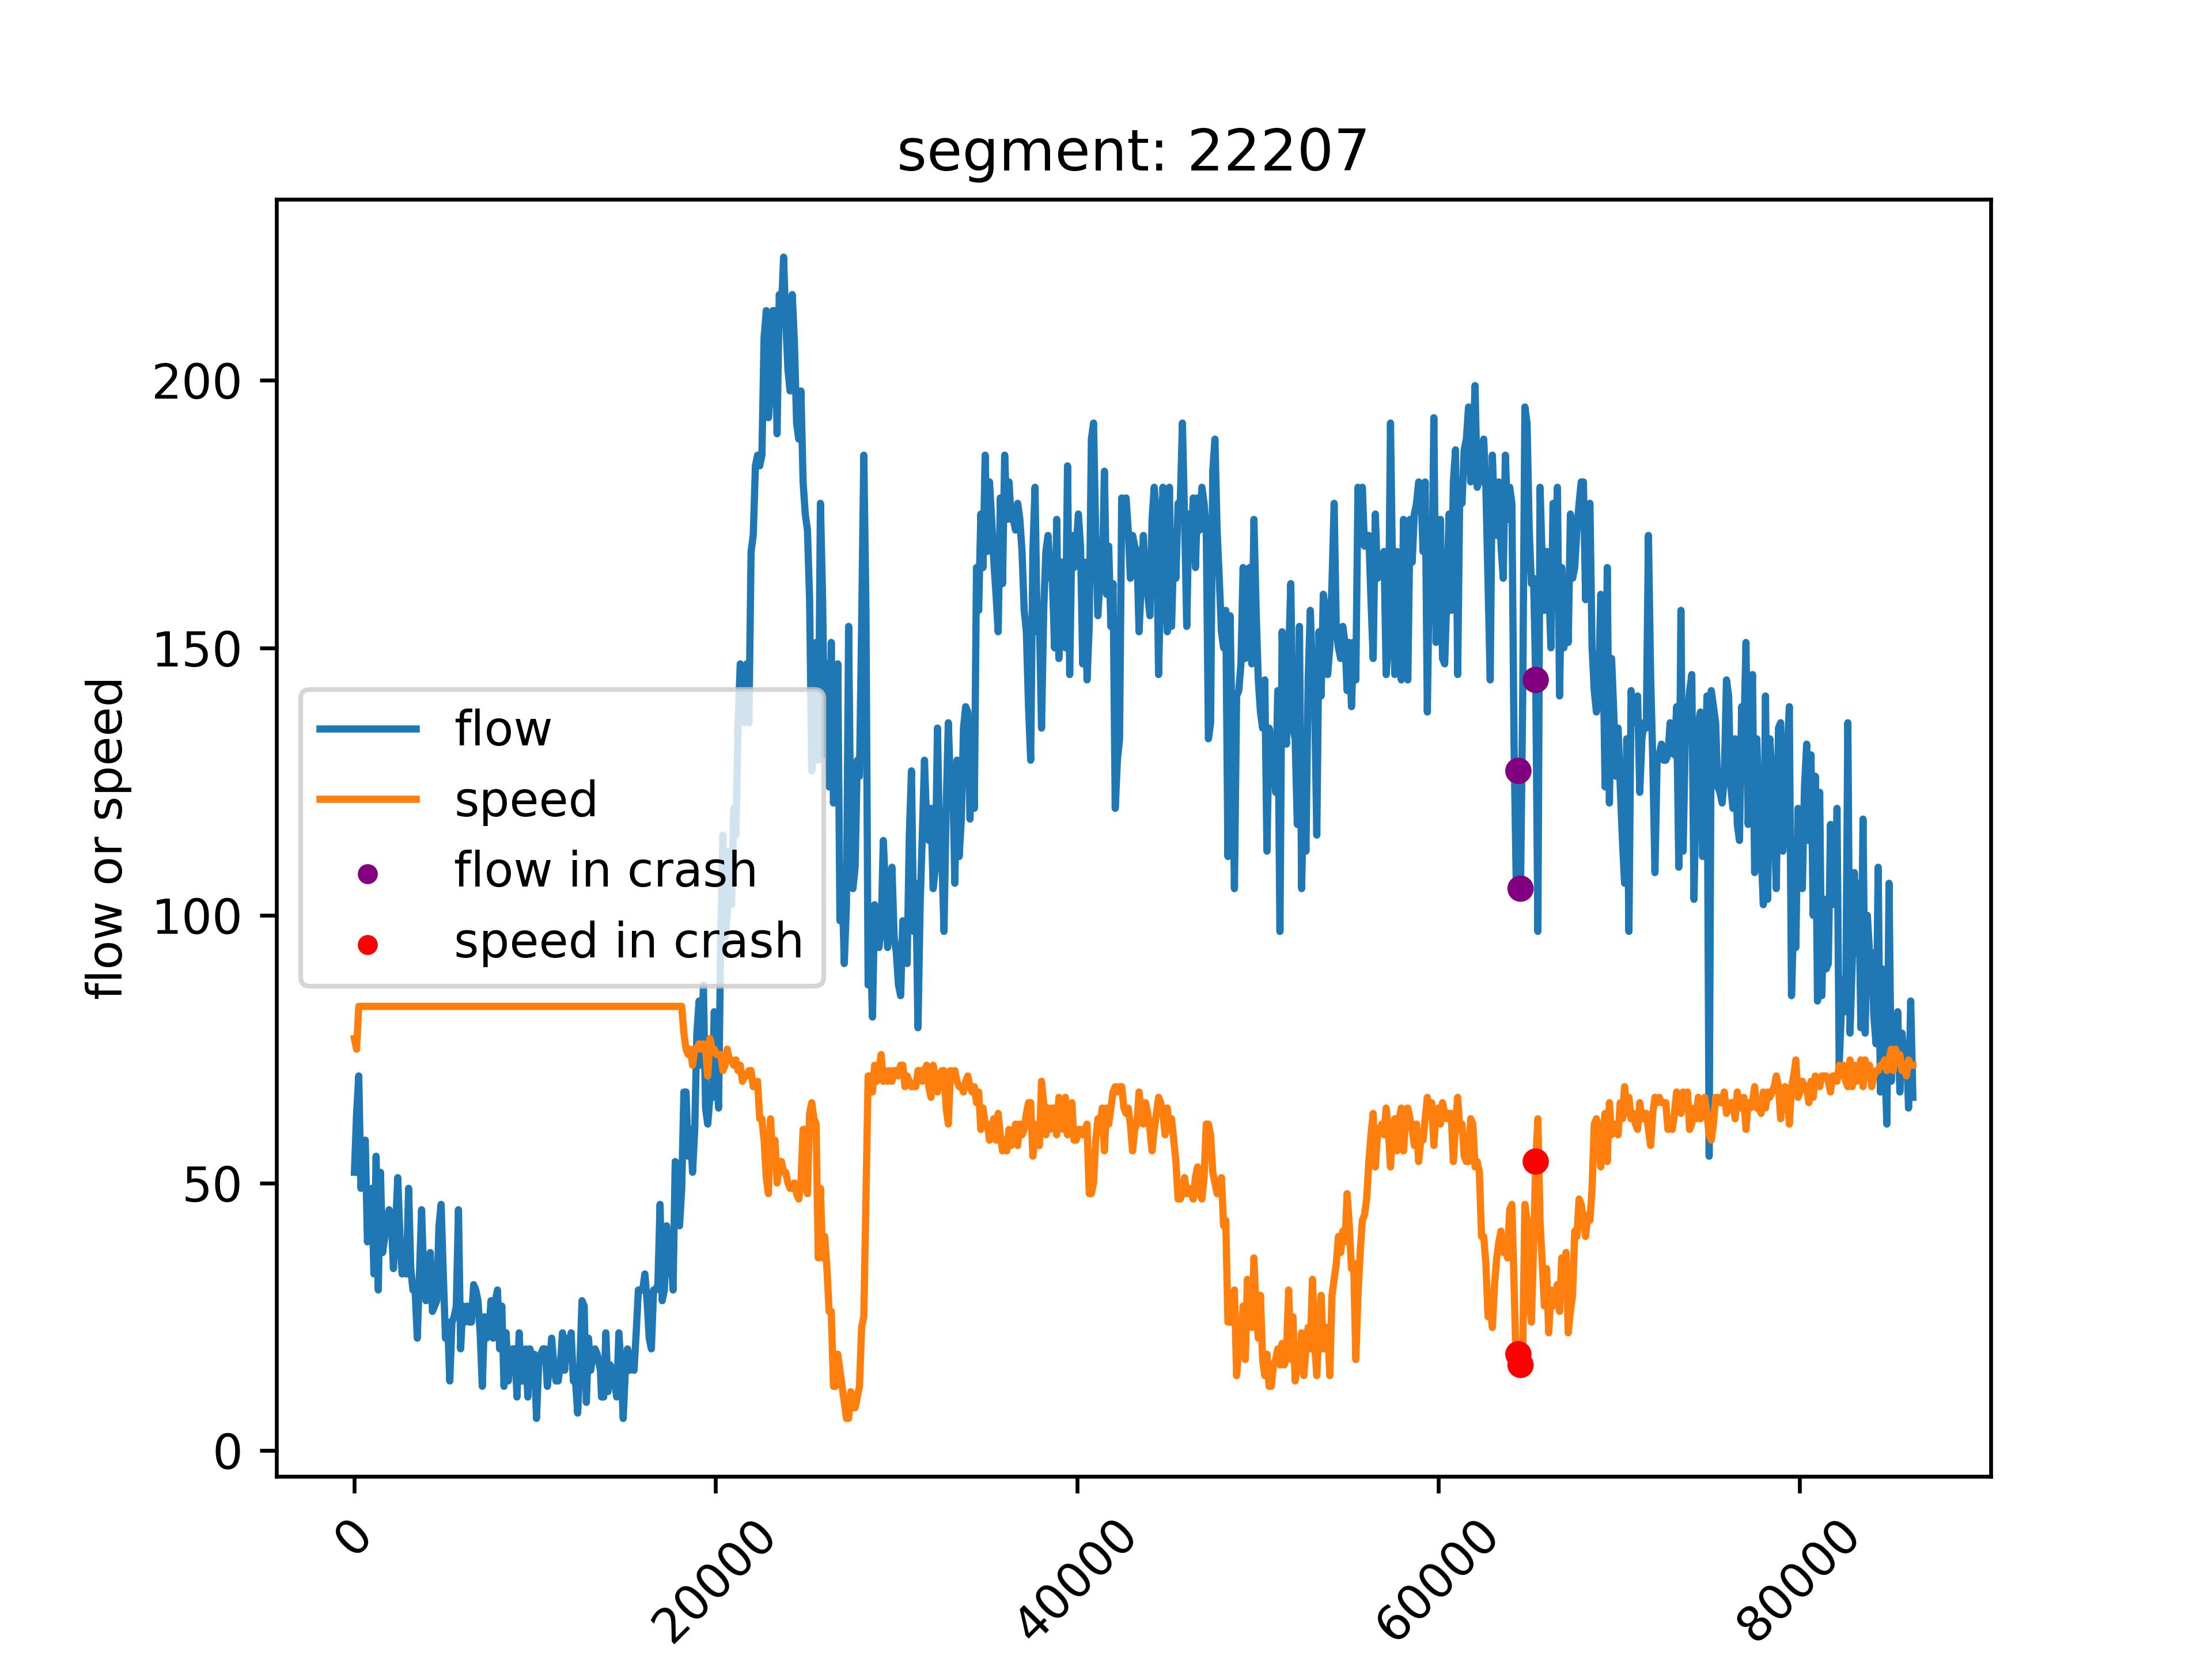 segment: 22207
flow or speed
200
150
100
50
0
flow
speed
flow in crash
speed in crash
0
20000
40000
60000
80000